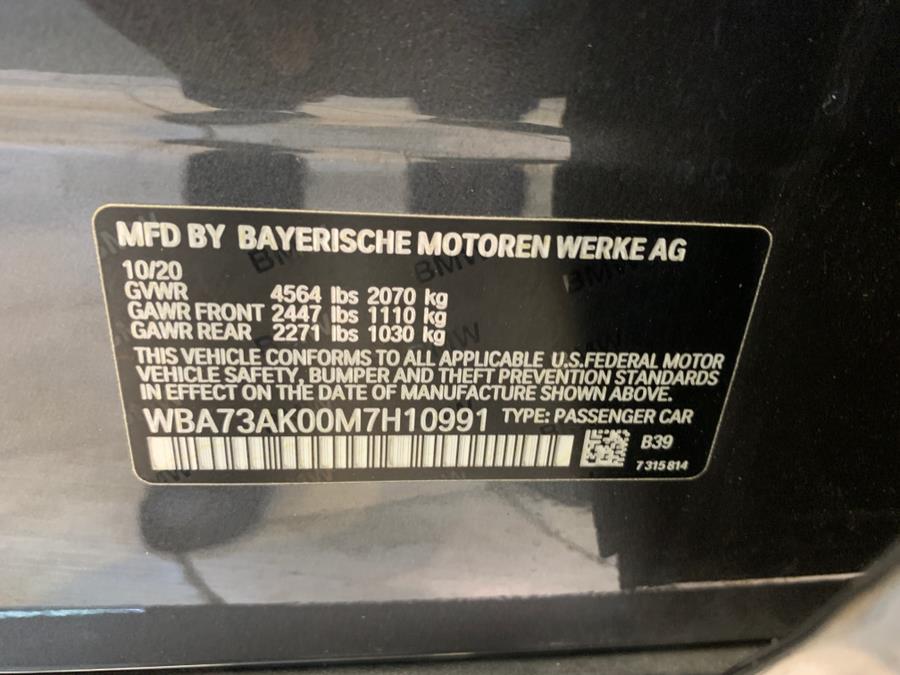 MFD BY BAYERISCHE MOTOREN WERKE AG
10/20
GVWR 4564 lbs 2070 kg
GAWR FRONT 2447 lbs 1110 kg
GAWR REAR 2271 lbs 1030 kg
THIS VEHICLE CONFORMS TO ALL APPLICABLE U.S.FEDERAL MOTOR
VEHICLE SAFETY, BUMPER AND THEFT PREVENTION STANDARDS
IN EFFECT ON THE DATE OF MANUFACTURE SHOWN ABOVE.
WBA73AK00M7H10991 TYPE: PASSENGER CAR
B39
7315814